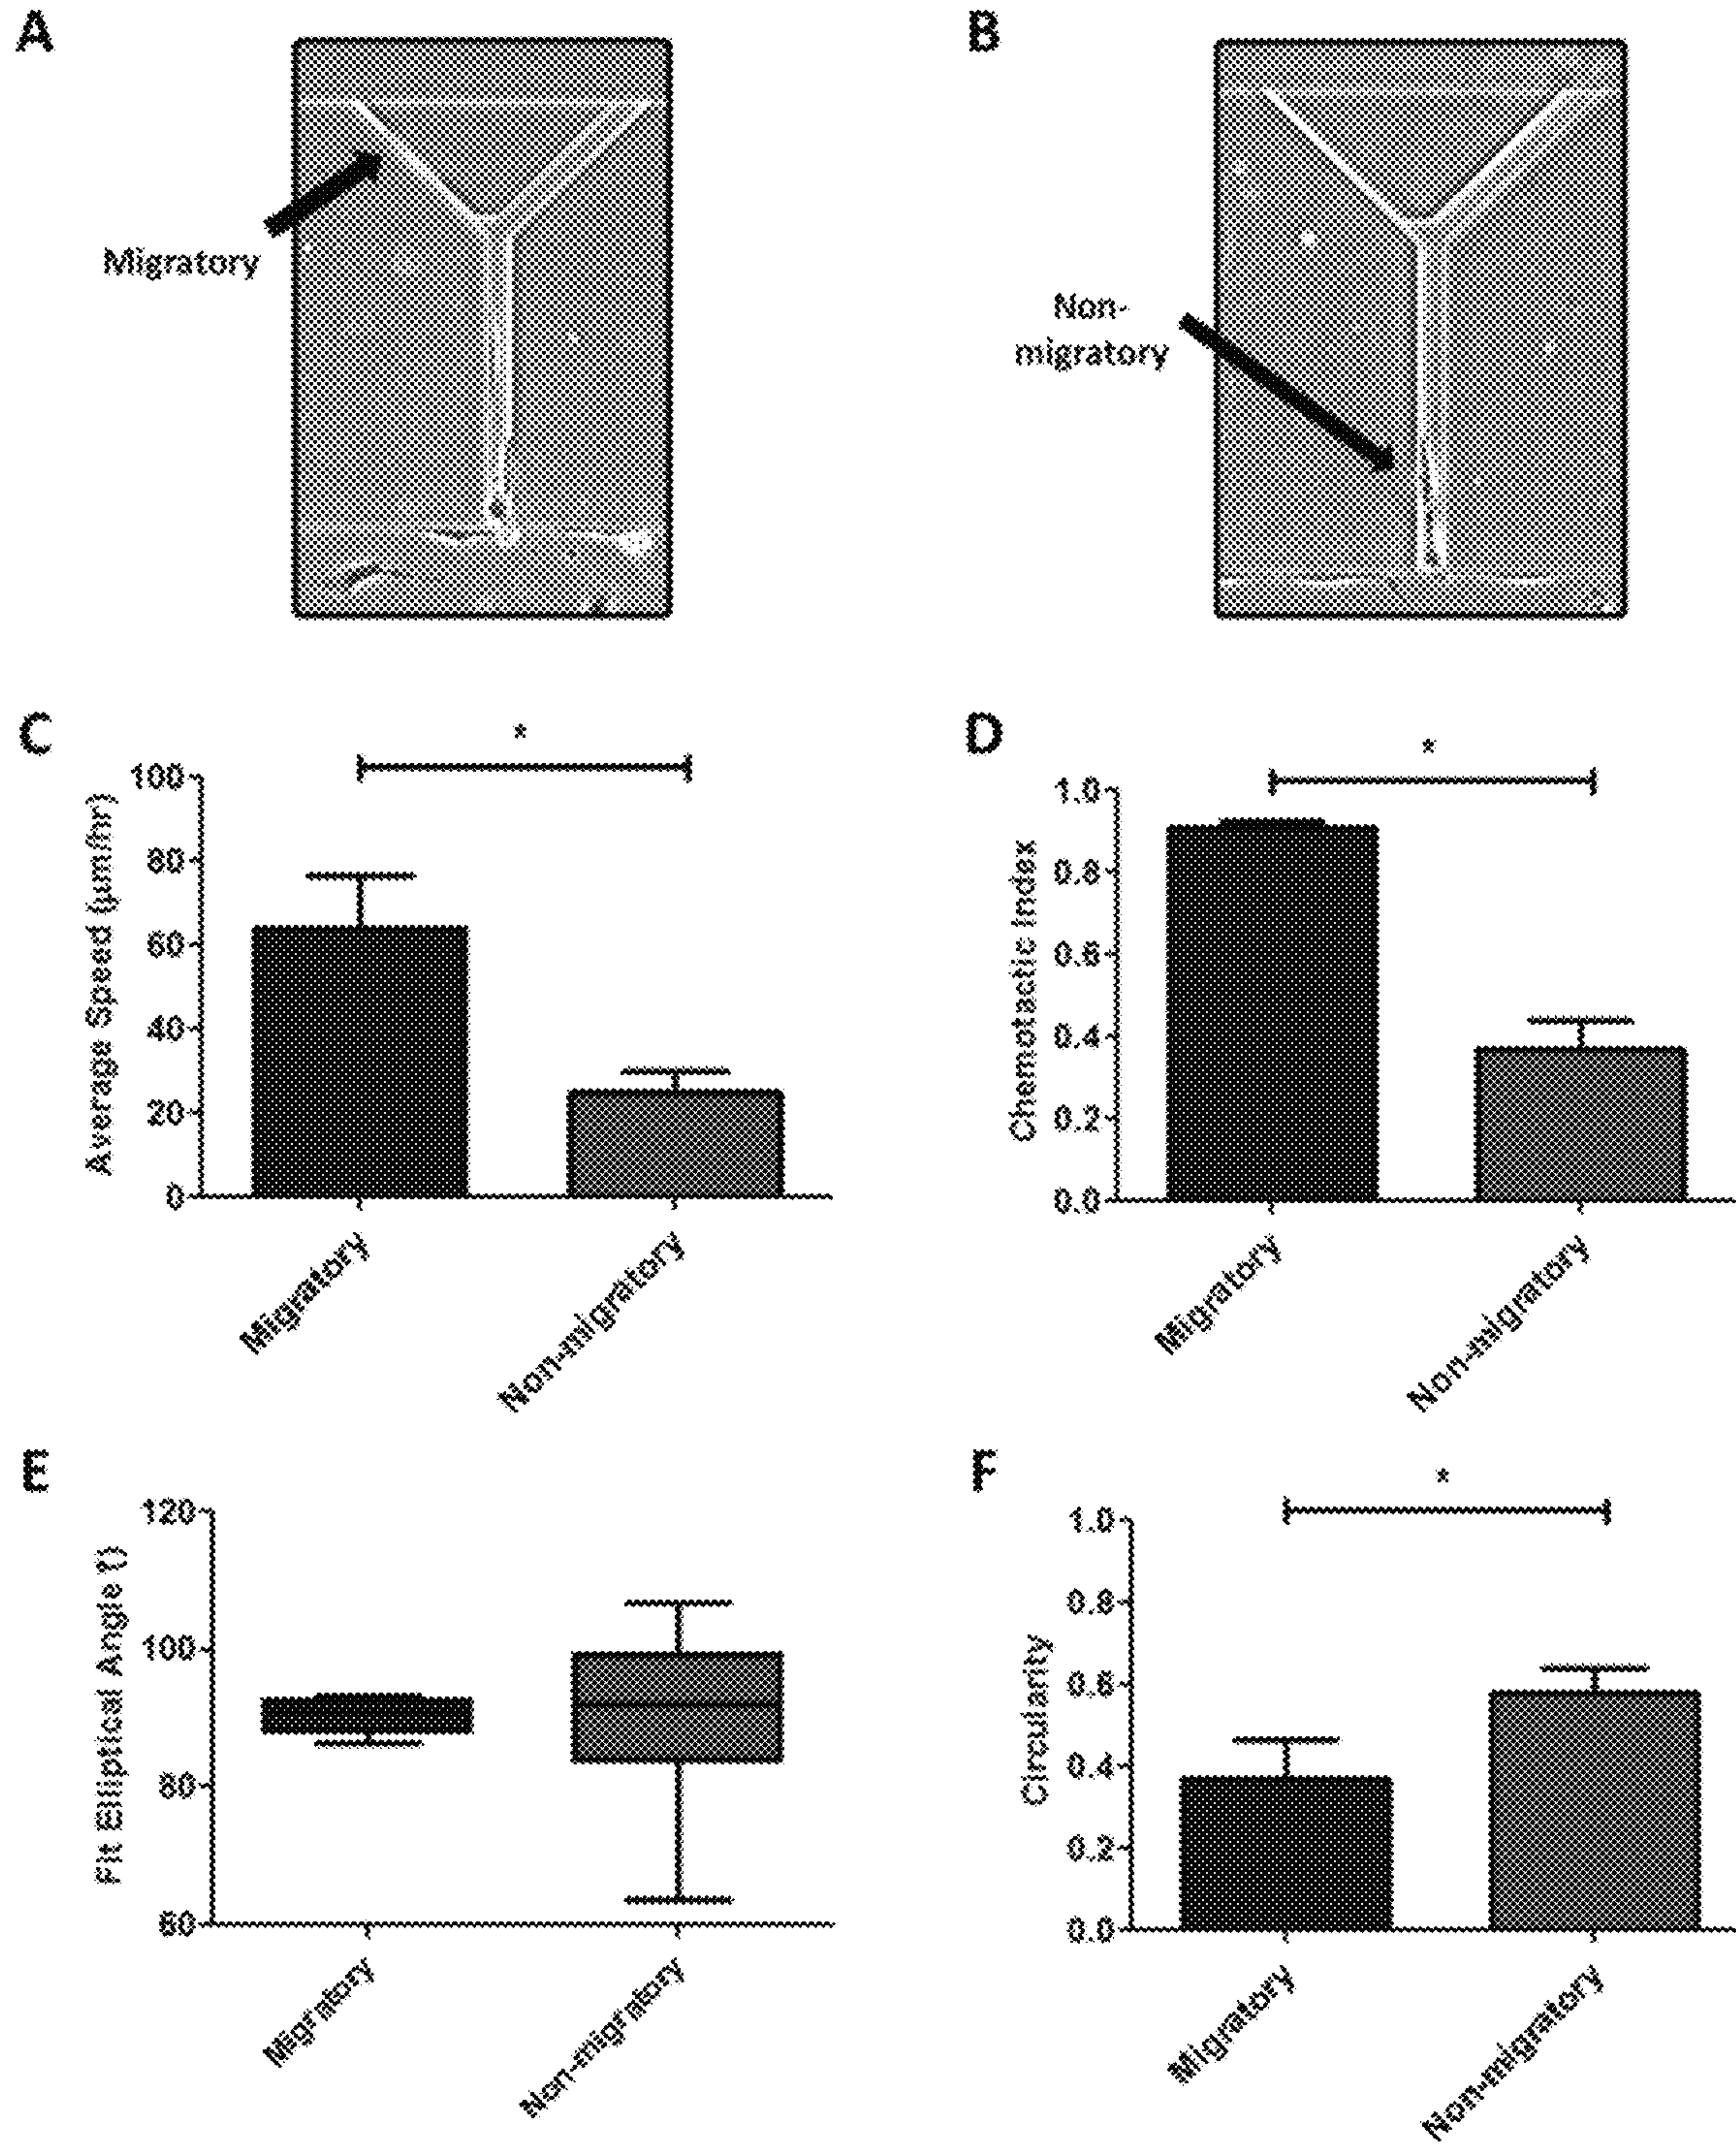 A
B
Migratory
Non-
migratory
C
*
100
80
60
40
20
0
Average Speed (µm/hr)
Migratory
Non-migratory
D
*
1.0
0.8
0.6
0.4
0.2
0.0
Chemotactic Index
Migratory
Non-migratory
E
120
100
80
60
Fit Elliptical Angle (°)
Migratory
Non-migratory
F
*
1.0
0.8
0.6
0.4
0.2
0.0
Circularity
Migratory
Non-migratory